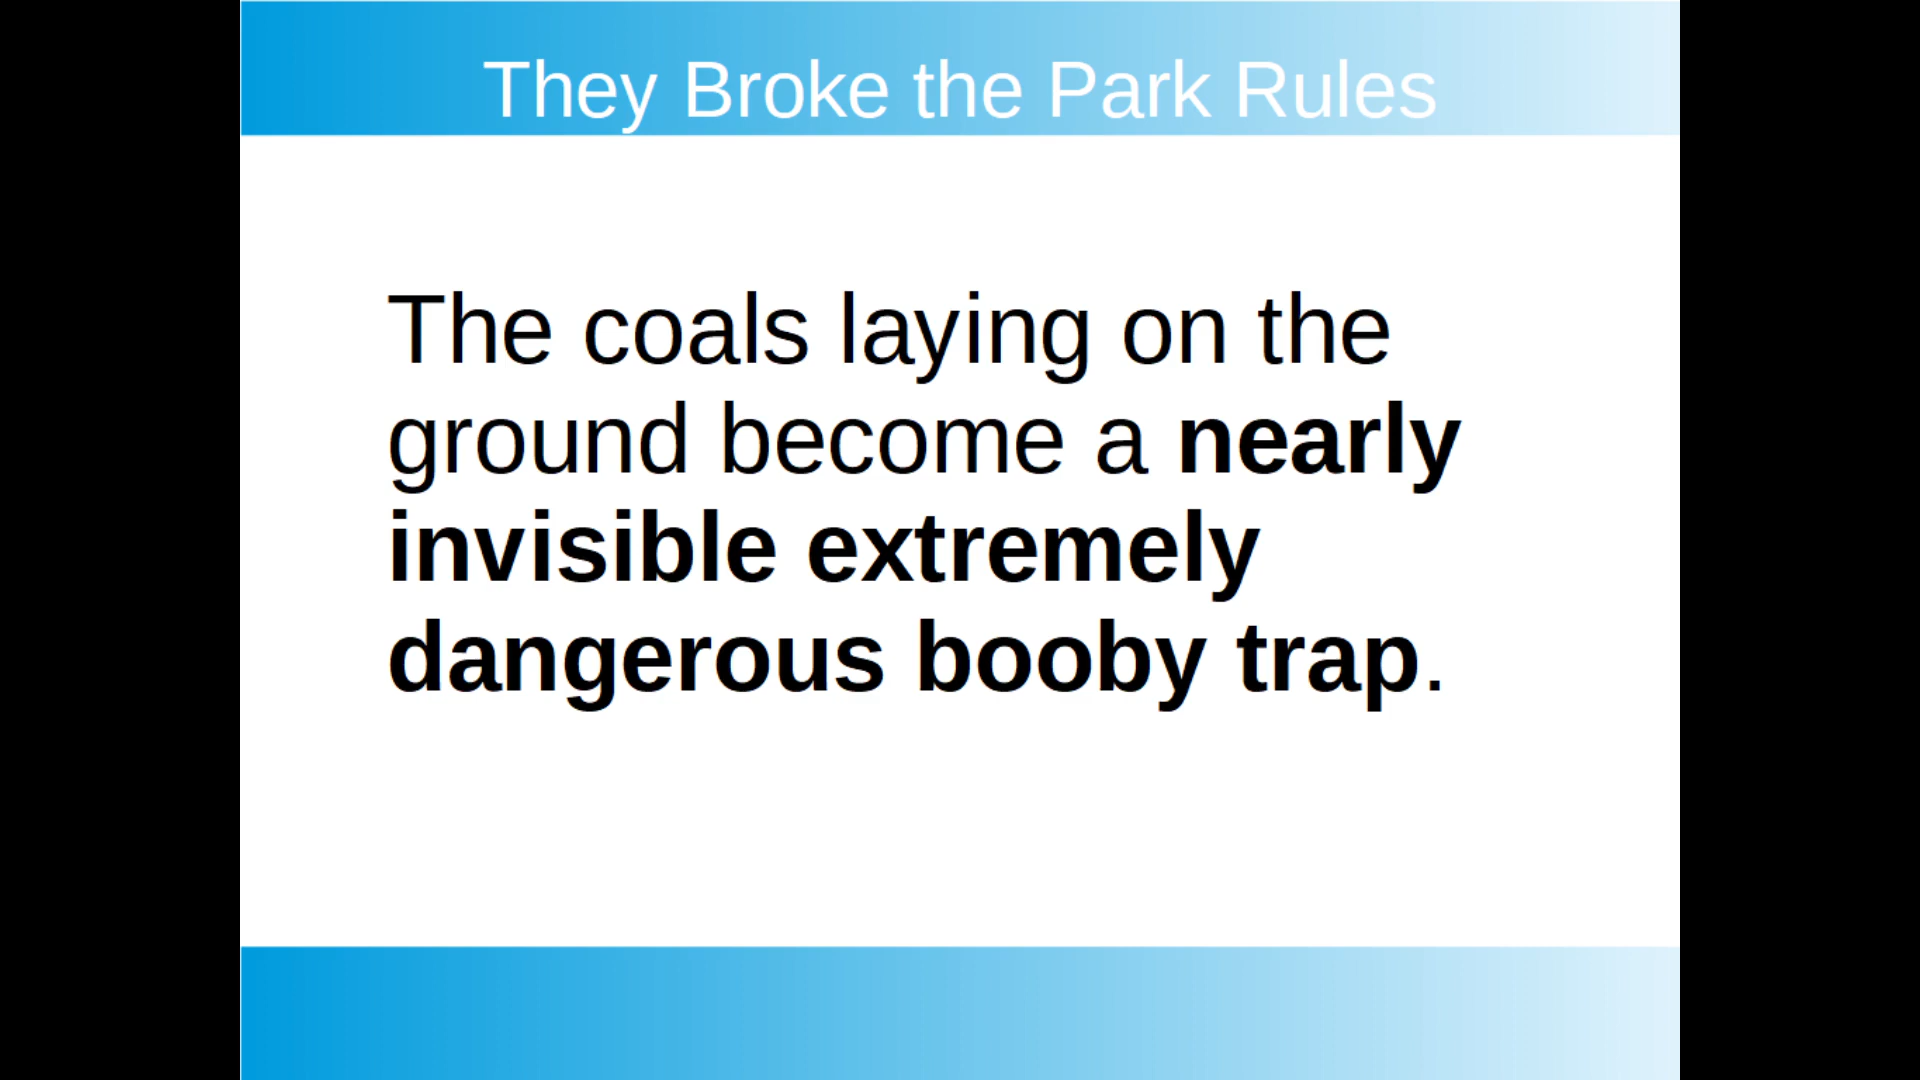 They Broke the Park Rules
The coals laying on the
ground become a nearly
invisible extremely
dangerous booby trap.